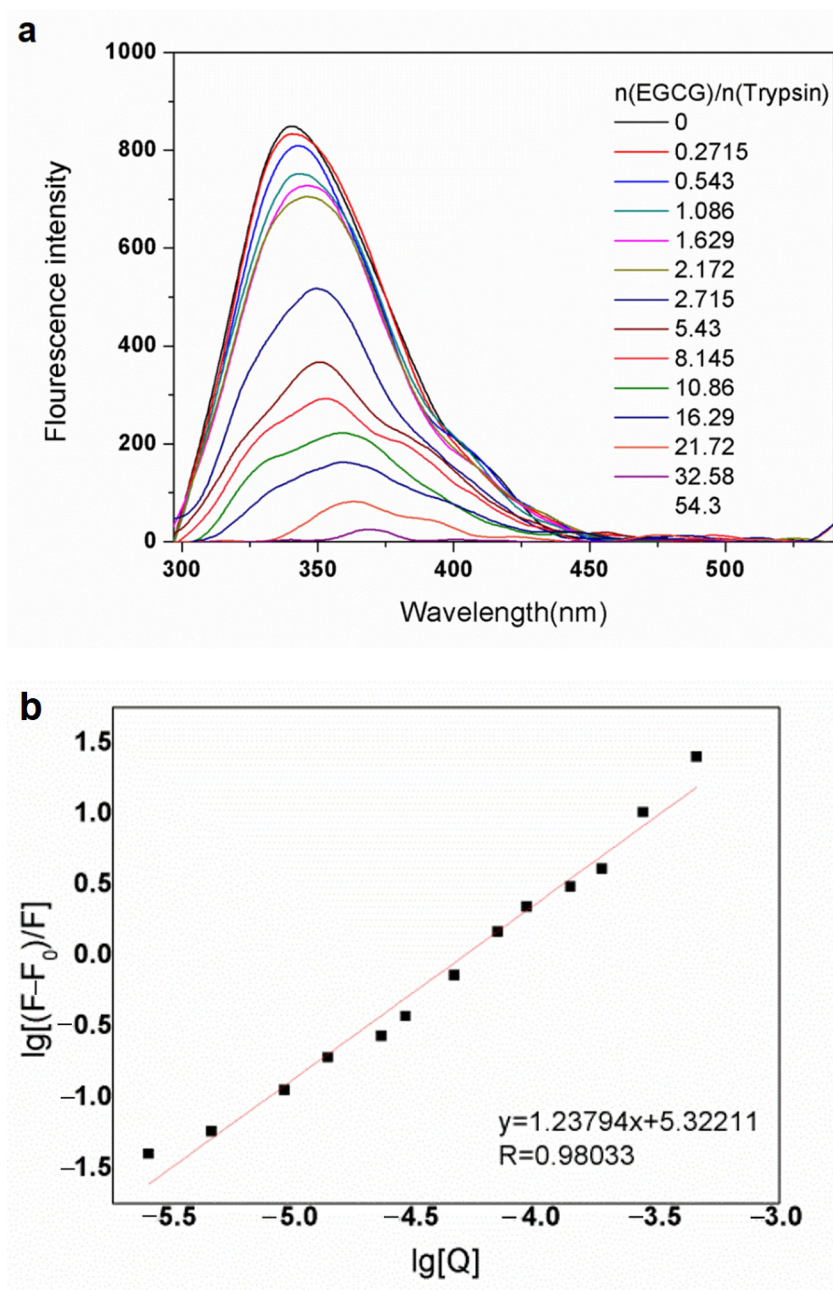 a
1000
800
600
400
200
0
Flourescence intensity
300 350 400 450 500
Wavelength(nm)
n(EGCG)/n(Trypsin)
0
0.2715
0.543
1.086
1.629
2.172
2.715
5.43
8.145
10.86
16.29
21.72
32.58
54.3
b
1.5
1.0
0.5
0.0
−0.5
−1.0
−1.5
lg[(F−F0)/F]
y=1.23794x+5.32211
R=0.98033
−5.5 −5.0 −4.5 −4.0 −3.5 −3.0
lg[Q]